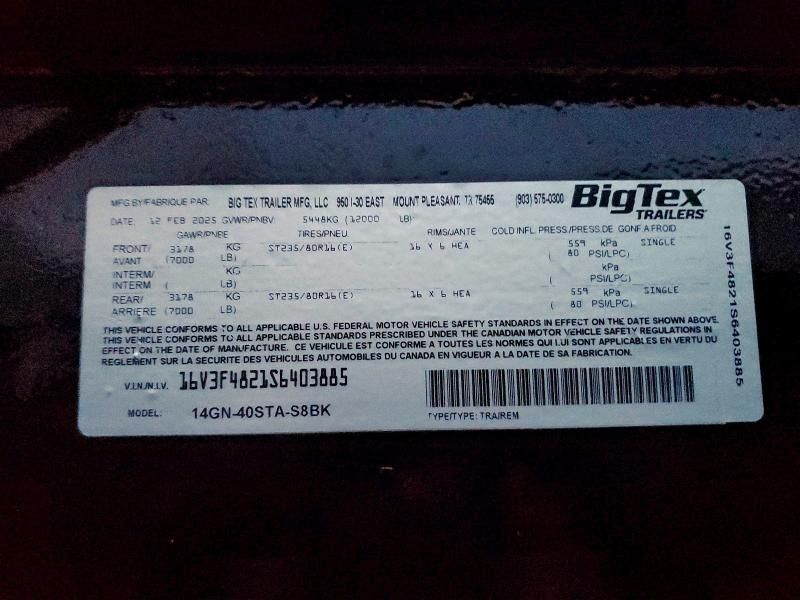 MFG.BY/FABRIQUE PAR: BIG TEX TRAILER MFG, LLC 950 I-30 EAST MOUNT PLEASANT, TX 75455 (903) 575-0300 BigTex
TRAILERS
DATE: 12 FEB 2025 GVWR/PNBV: 5448KG (12000 LB)
GAWR/PNBE TIRES/PNEU. RIMS/JANTE COLD INFL. PRESS/PRESS.DE. GONF.A FROID
FRONT/ 3178 KG ST235/80R16(E) 16 X 6 HEA 559 kPa SINGLE
AVANT (7000 LB) ( 80 PSI/LPC)
INTERM/ KG kPa
INTERM ( LB) ( PSI/LPC)
REAR/ 3178 KG ST235/80R16(E) 16 X 6 HEA 559 kPa SINGLE
ARRIERE (7000 LB) ( 80 PSI/LPC)
THIS VEHICLE CONFORMS TO ALL APPLICABLE U.S. FEDERAL MOTOR VEHICLE SAFETY STANDARDS IN EFFECT ON THE DATE SHOWN ABOVE.
THIS VEHICLE CONFORMS TO ALL APPLICABLE STANDARDS PRESCRIBED UNDER THE CANADIAN MOTOR VEHICLE SAFETY REGULATIONS IN
EFFECT ON THE DATE OF MANUFACTURE. CE VEHICULE EST CONFORME A TOUTES LES NORMES QUI LUI SONT APPLICABLES EN VERTU DU
REGLEMENT SUR LA SECURITE DES VEHICULES AUTOMOBILES DU CANADA EN VIGUEUR A LA DATE DE SA FABRICATION.
V.I.N./N.I.V. 16V3F4821S6403885
MODEL: 14GN-40STA-S8BK TYPE/TYPE: TRA/REM
16V3F4821S6403885